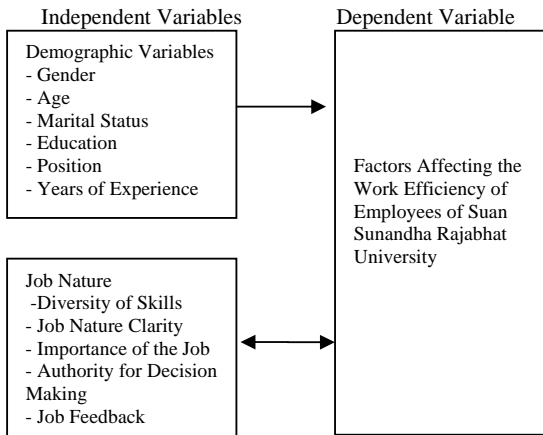 Independent Variables
Demographic Variables
- Gender
- Age
- Marital Status
- Education
- Position
- Years of Experience
Job Nature
-Diversity of Skills
- Job Nature Clarity
- Importance of the Job
- Authority for Decision
Making
- Job Feedback
Dependent Variable
Factors Affecting the
Work Efficiency of
Employees of Suan
Sunandha Rajabhat
University